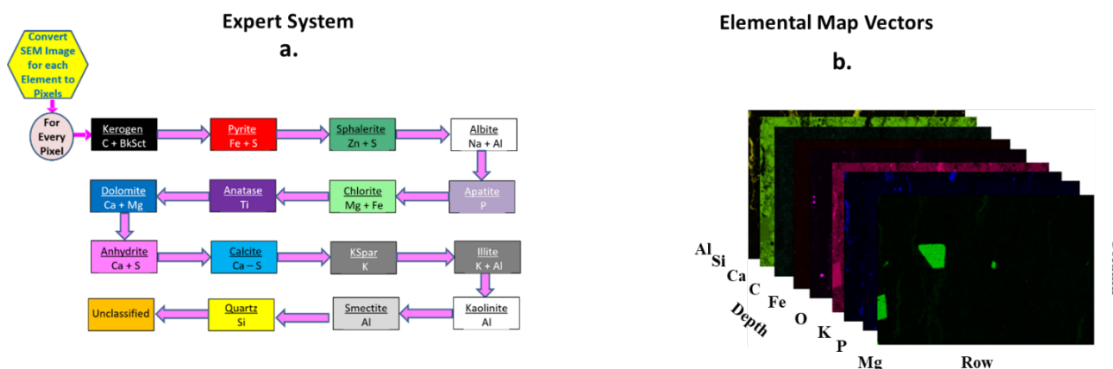 Expert System
a.
Convert
SEM Image
for each
Element to
Pixels
For
Every
Pixel
Kerogen
C + BkSct
Pyrite
Fe + S
Sphalerite
Zn + S
Albite
Na + Al
Dolomite
Ca + Mg
Anatase
Ti
Chlorite
Mg + Fe
Apatite
P
Anhydrite
Ca + S
Calcite
Ca – S
KSpar
K
Illite
K + Al
Unclassified
Quartz
Si
Smectite
Al
Kaolinite
Al
Elemental Map Vectors
b.
Al
Si
Ca
C
Fe
O
K
P
Mg
Depth
Row